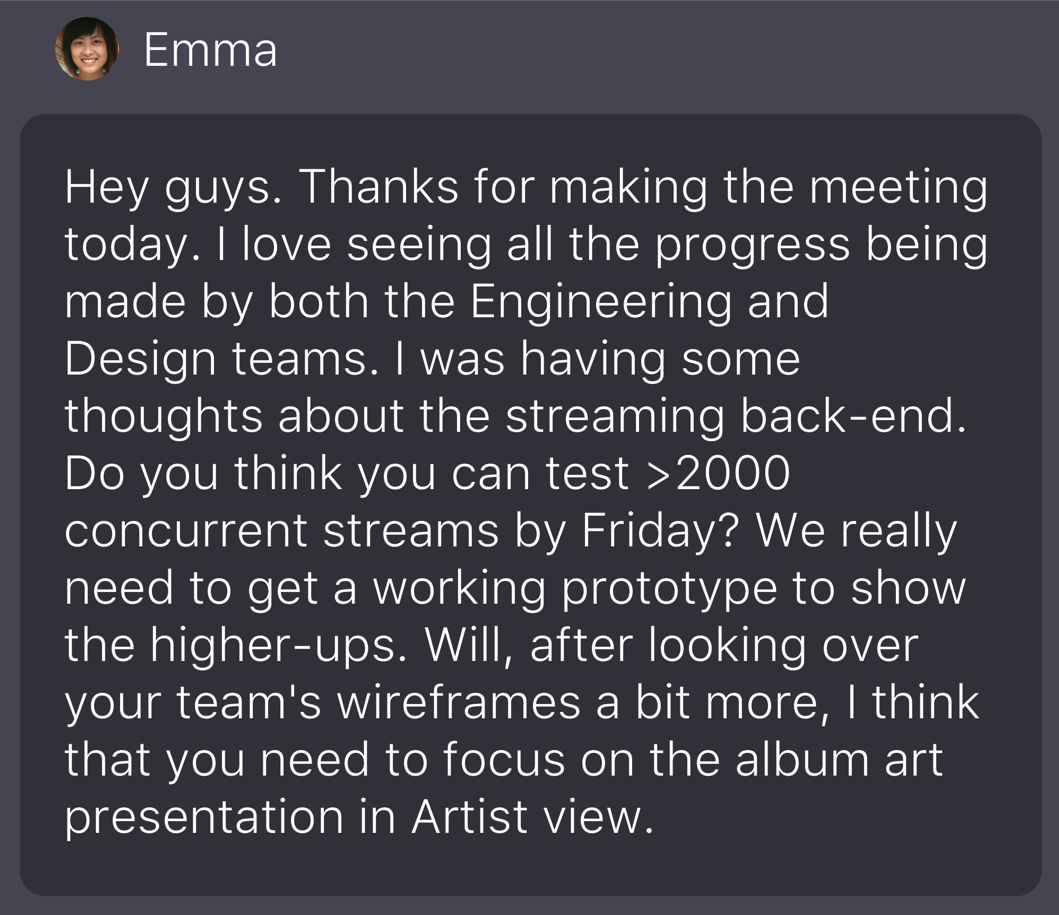 Emma
Hey guys. Thanks for making the meeting
today. I love seeing all the progress being
made by both the Engineering and
Design teams. I was having some
thoughts about the streaming back-end.
Do you think you can test >2000
concurrent streams by Friday? We really
need to get a working prototype to show
the higher-ups. Will, after looking over
your team's wireframes a bit more, I think
that you need to focus on the album art
presentation in Artist view.